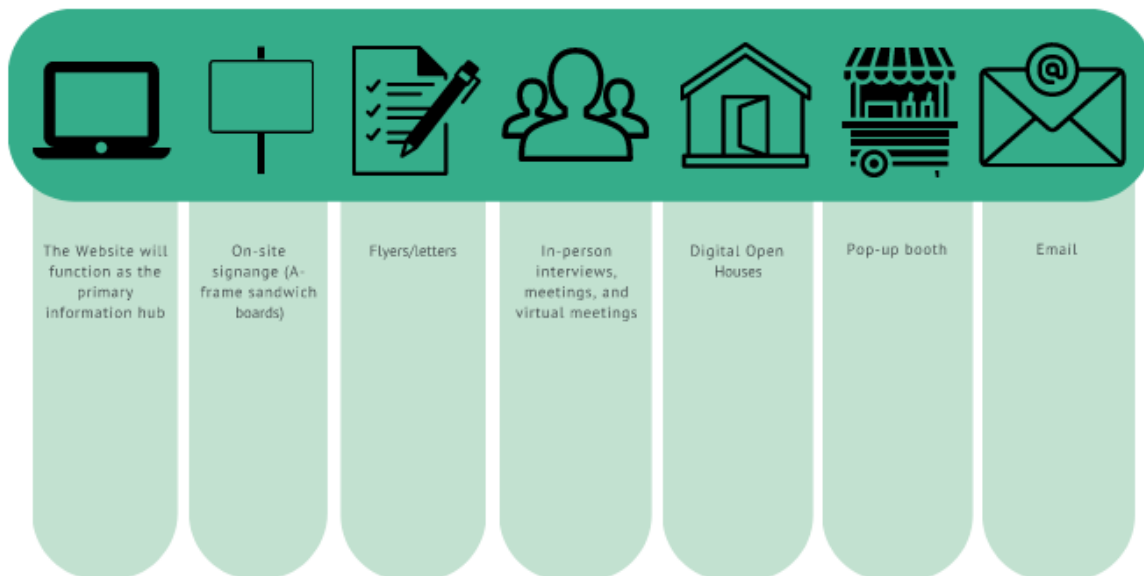 The Website will
function as the
primary
information hub
On-site
signange (A-
frame sandwich
boards)
Flyers/letters
In-person
interviews,
meetings, and
virtual meetings
Digital Open
Houses
Pop-up booth
@
Email